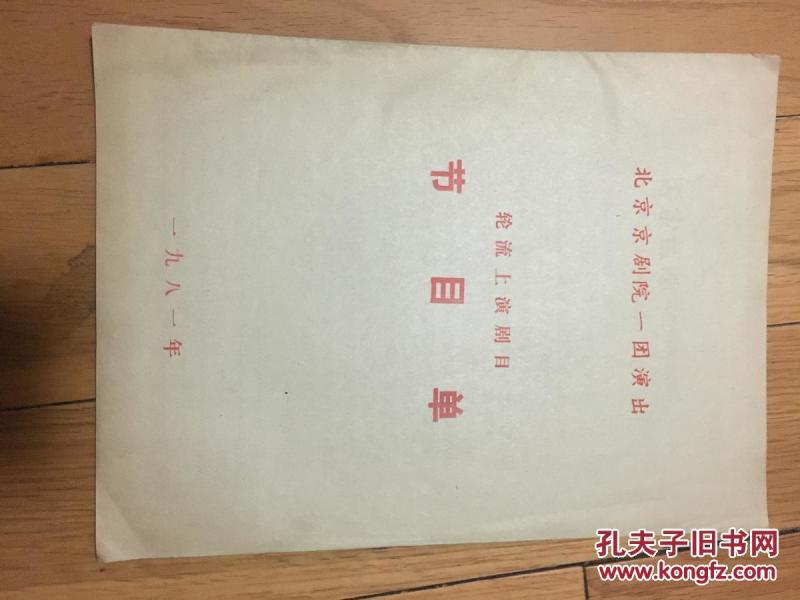 北京京剧院一团演出
轮流上演剧目
节目单
一九八一年
孔夫子旧书网
www.kongfz.com